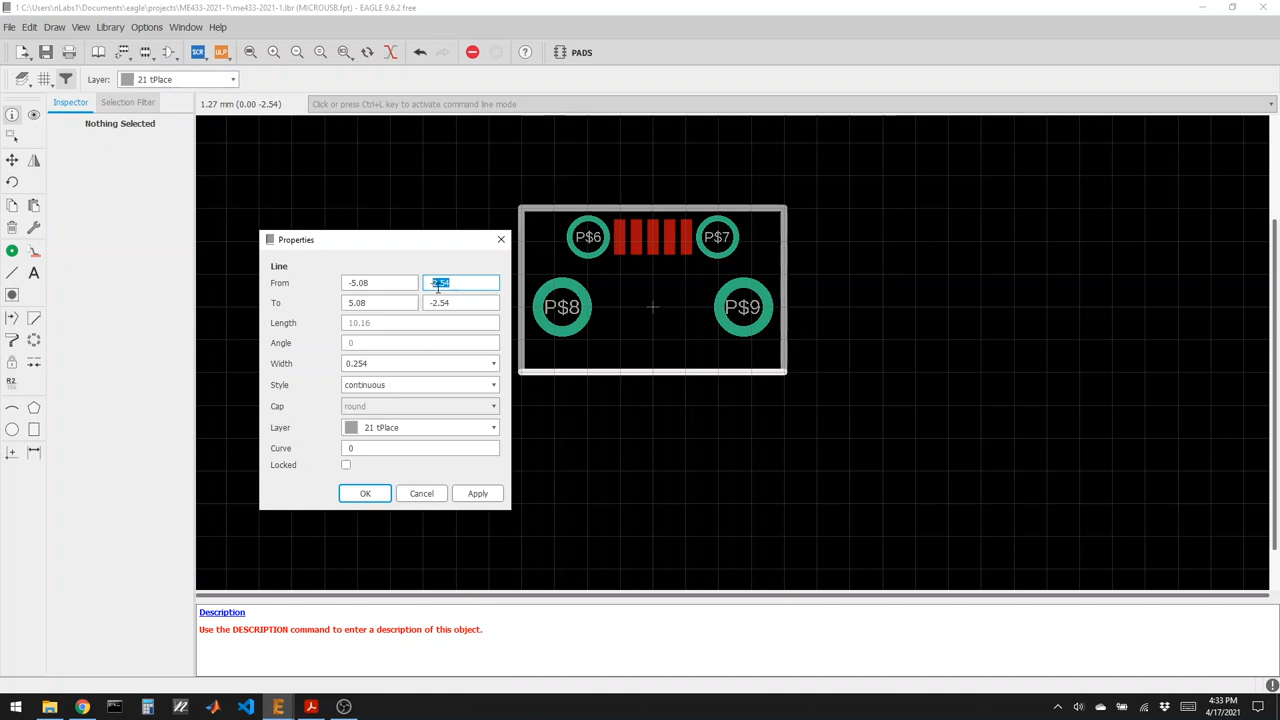 1 C:\Users\nLabs1\Documents\eagle\projects\ME433-2021-1\me433-2021-1.lbr (MICROUSB.fpt) - EAGLE 9.6.2 free
File Edit Draw View Library Options Window Help
SCR ULP PADS
Layer: 21 tPlace
Inspector Selection Filter 1.27 mm (0.00 -2.54) Click or press Ctrl+L key to activate command line mode
Nothing Selected
P$6 P$7
P$8 P$9
Properties
Line
From -5.08 -2.54
To 5.08 -2.54
Length 10.16
Angle 0
Width 0.254
Style continuous
Cap round
Layer 21 tPlace
Curve 0
Locked
OK Cancel Apply
R2
Description
Use the DESCRIPTION command to enter a description of this object.
4:33 PM
4/17/2021